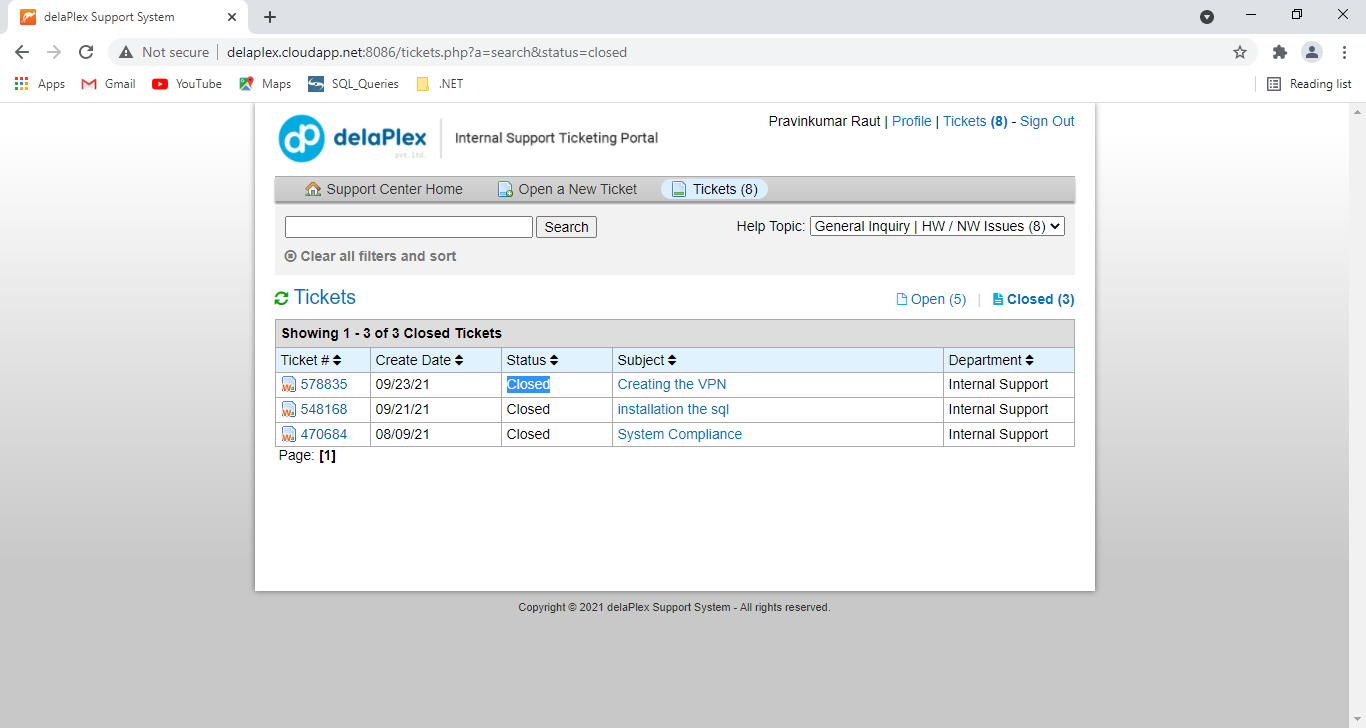 delaPlex Support System
Not secure
delaplex.cloudapp.net:8086/tickets.php?a=search&status=closed
Apps Gmail YouTube Maps SQL_Queries .NET Reading list
dp delaPlex pvt.ltd. Internal Support Ticketing Portal
Pravinkumar Raut | Profile | Tickets (8) - Sign Out
Support Center Home Open a New Ticket Tickets (8)
Search Help Topic: General Inquiry | HW / NW Issues (8)
Clear all filters and sort
Tickets Open (5) | Closed (3)
Showing 1 - 3 of 3 Closed Tickets
Ticket # Create Date Status Subject Department
578835 09/23/21 Closed Creating the VPN Internal Support
548168 09/21/21 Closed installation the sql Internal Support
470684 08/09/21 Closed System Compliance Internal Support
Page: [1]
Copyright © 2021 delaPlex Support System - All rights reserved.